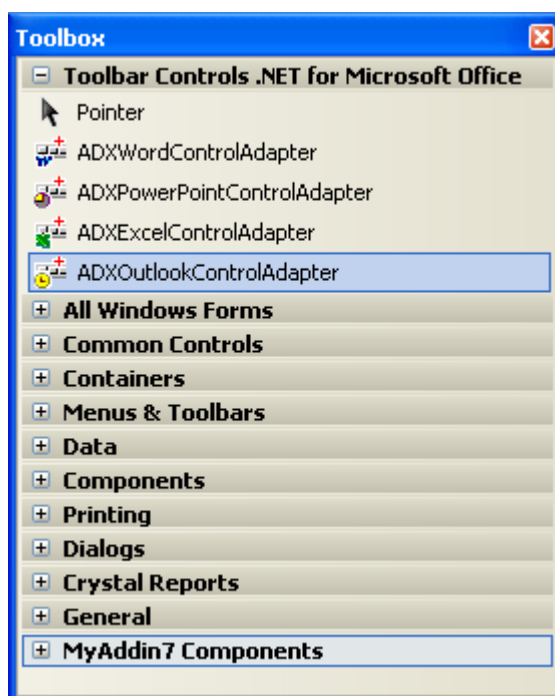 Toolbox
Toolbar Controls .NET for Microsoft Office
Pointer
ADXWordControlAdapter
ADXPowerPointControlAdapter
ADXExcelControlAdapter
ADXOutlookControlAdapter
All Windows Forms
Common Controls
Containers
Menus & Toolbars
Data
Components
Printing
Dialogs
Crystal Reports
General
MyAddin7 Components